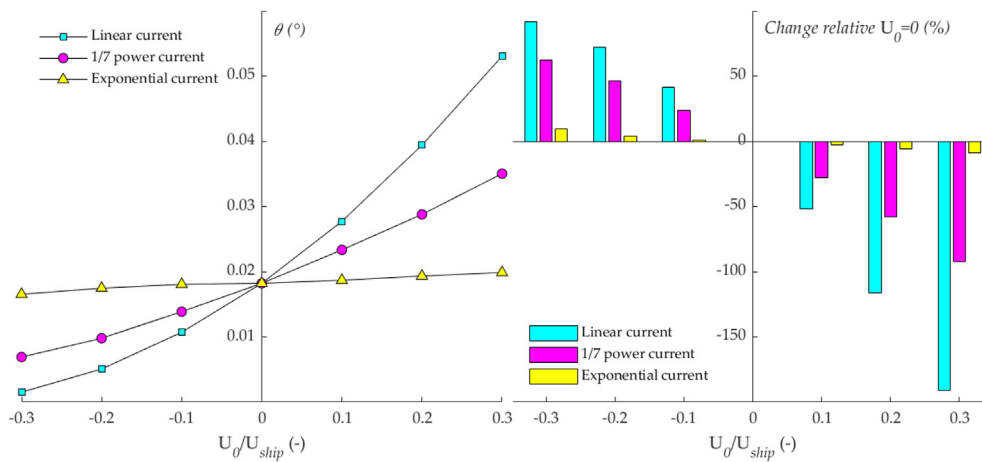 θ (°)
Linear current
1/7 power current
Exponential current
0.05
0.04
0.03
0.02
0.01
-0.3 -0.2 -0.1 0 0.1 0.2 0.3
U0/Uship (-)
Change relative U0=0 (%)
50
0
-50
-100
-150
Linear current
1/7 power current
Exponential current
-0.3 -0.2 -0.1 0 0.1 0.2 0.3
U0/Uship (-)